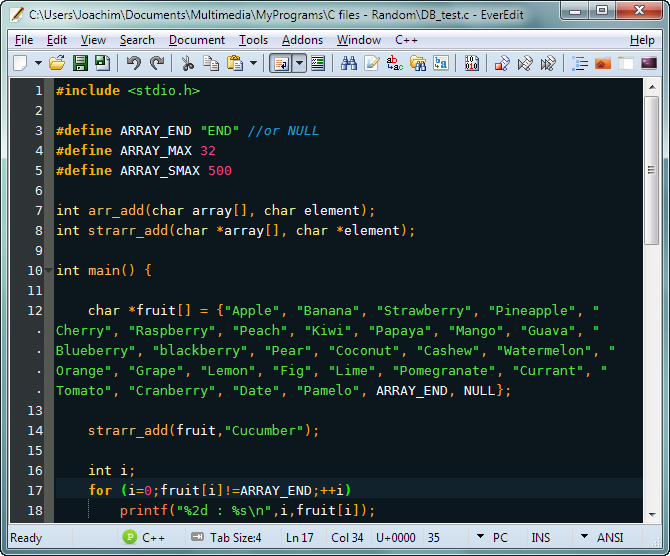 C:\Users\Joachim\Documents\Multimedia\MyPrograms\C files - Random\DB_test.c - EverEdit
File Edit View Search Document Tools Addons Window C++ Help
1 #include <stdio.h>
2
3 #define ARRAY_END "END" //or NULL
4 #define ARRAY_MAX 32
5 #define ARRAY_SMAX 500
6
7 int arr_add(char array[], char element);
8 int strarr_add(char *array[], char *element);
9
10 int main() {
11
12 char *fruit[] = {"Apple", "Banana", "Strawberry", "Pineapple", "
. Cherry", "Raspberry", "Peach", "Kiwi", "Papaya", "Mango", "Guava", "
. Blueberry", "blackberry", "Pear", "Coconut", "Cashew", "Watermelon", "
. Orange", "Grape", "Lemon", "Fig", "Lime", "Pomegranate", "Currant", "
. Tomato", "Cranberry", "Date", "Pamelo", ARRAY_END, NULL};
13
14 strarr_add(fruit,"Cucumber");
15
16 int i;
17 for (i=0;fruit[i]!=ARRAY_END;++i)
18 printf("%2d : %s\n",i,fruit[i]);
Ready P C++ Tab Size:4 Ln 17 Col 34 U+0000 35 PC INS ANSI